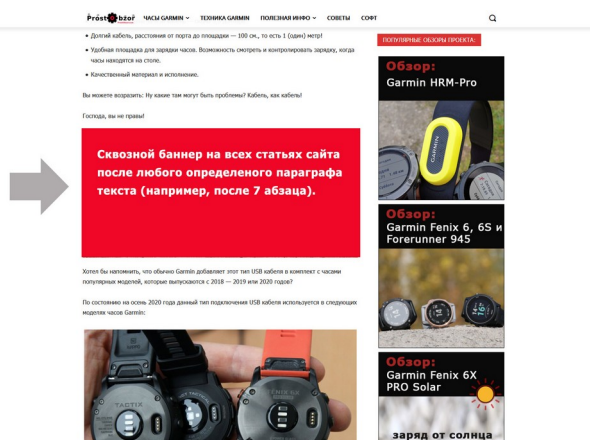 Próstobzor ЧАСЫ GARMIN ТЕХНИКА GARMIN ПОЛЕЗНАЯ ИНФО СОВЕТЫ СОФТ
• Долгий кабель, расстояния от порта до площадки — 100 см., то есть 1 (один) метр!
• Удобная площадка для зарядки часов. Возможность смотреть и контролировать зарядку, когда
часы находятся на столе.
• Качественный материал и исполнение.
Вы можете возразить: Ну какие там могут быть проблемы? Кабель, как кабель!
Господа, вы не правы!
Сквозной баннер на всех статьях сайта
после любого определеного параграфа
текста (например, после 7 абзаца).
Хотел бы напомнить, что обычно Garmin добавляет этот тип USB кабеля в комплект с часами
популярных моделей, которые выпускаются с 2018 — 2019 или 2020 годов?
По состоянию на осень 2020 года данный тип подключения USB кабеля используется в следующих
моделях часов Garmin:
TACTIX
FENIX 6X
ПОПУЛЯРНЫЕ ОБЗОРЫ ПРОЕКТА:
Обзор:
Garmin HRM-Pro
GARMIN
Обзор:
Garmin Fenix 6, 6S и
Forerunner 945
Обзор:
Garmin Fenix 6X
PRO Solar
заряд от солнца